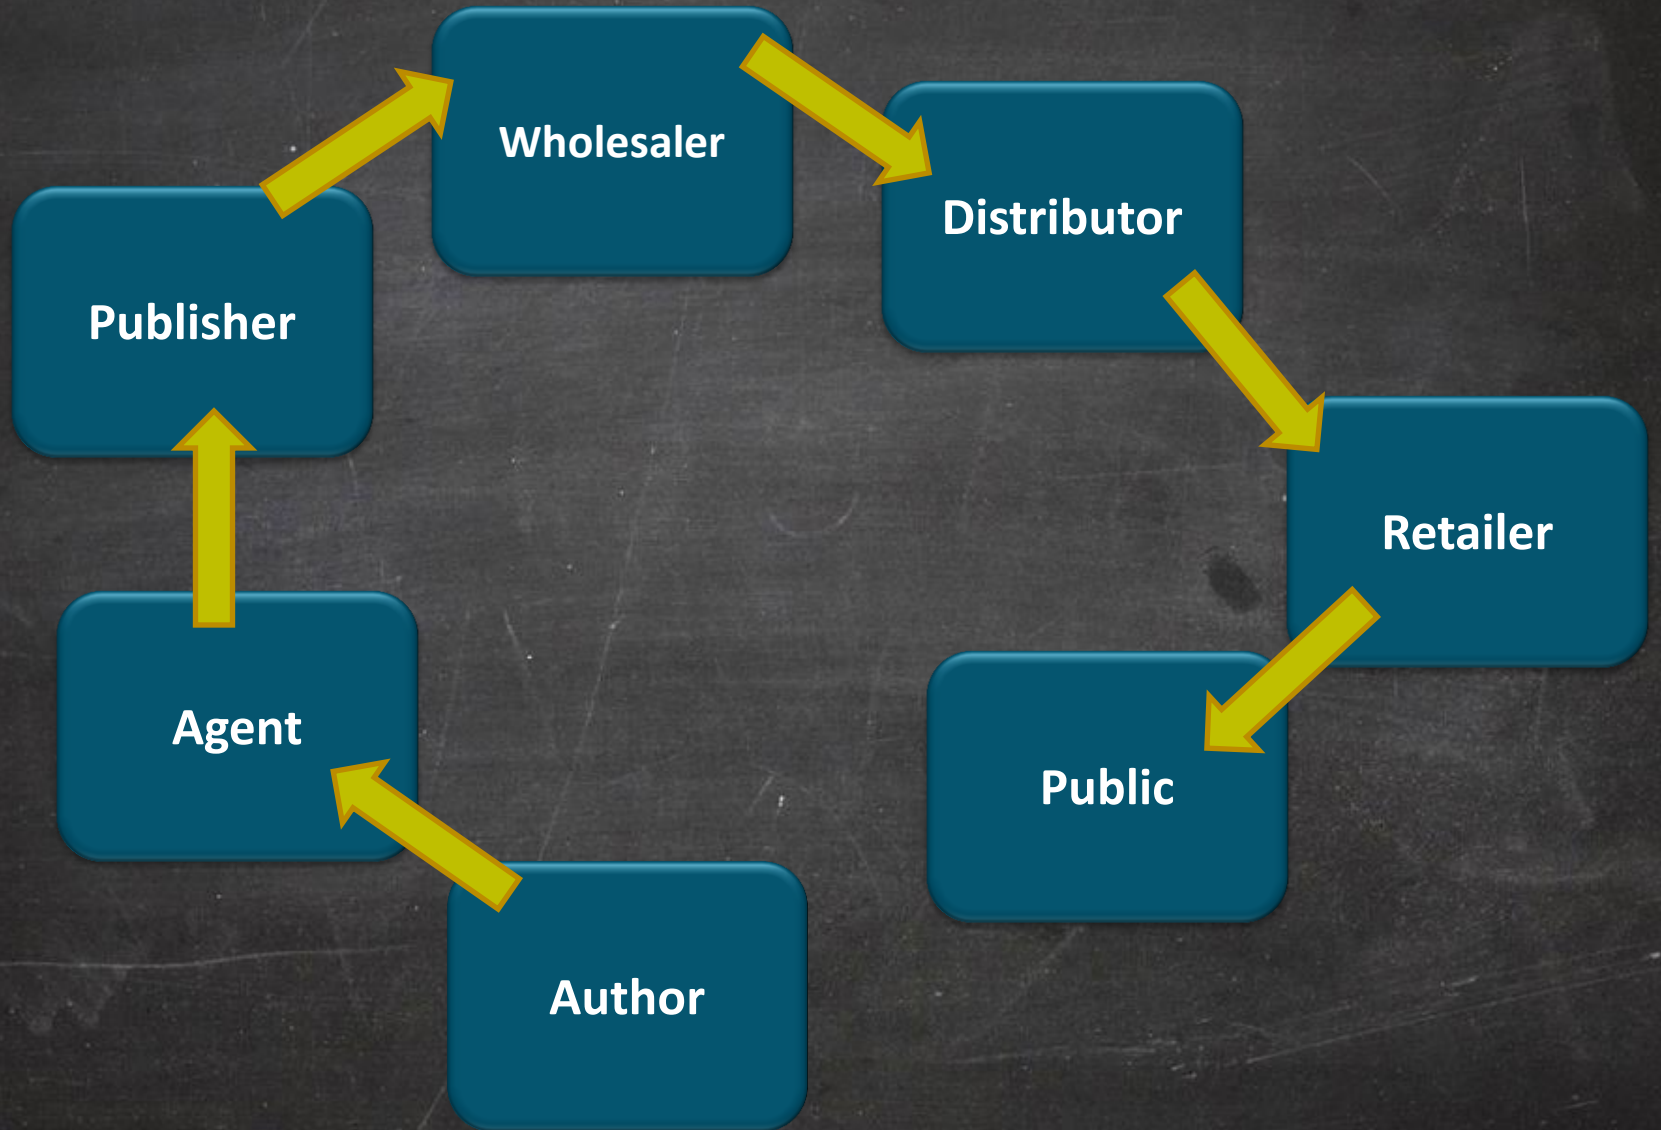 Wholesaler
Distributor
Publisher
Retailer
Agent
Public
Author